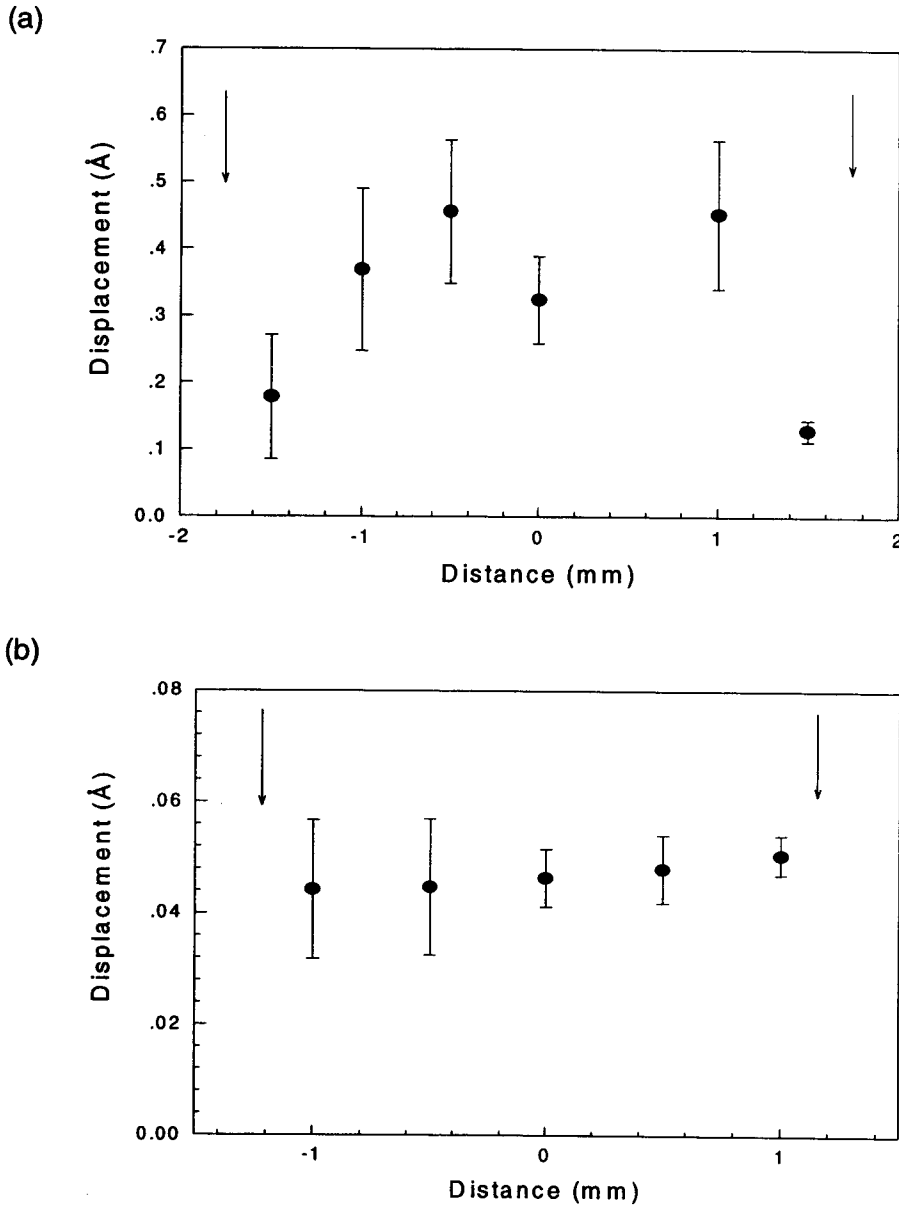 (a)
.7
.6
.5
.4
.3
.2
.1
0.0
-2 -1 0 1 2
Displacement (Å)
Distance (mm)
(b)
.08
.06
.04
.02
0.00
-1 0 1
Displacement (Å)
Distance (mm)